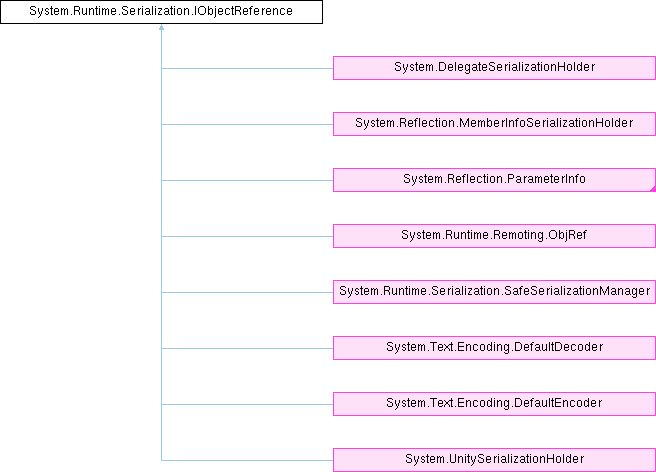 System.Runtime.Serialization.IObjectReference
System.DelegateSerializationHolder
System.Reflection.MemberInfoSerializationHolder
System.Reflection.ParameterInfo
System.Runtime.Remoting.ObjRef
System.Runtime.Serialization.SafeSerializationManager
System.Text.Encoding.DefaultDecoder
System.Text.Encoding.DefaultEncoder
System.UnitySerializationHolder